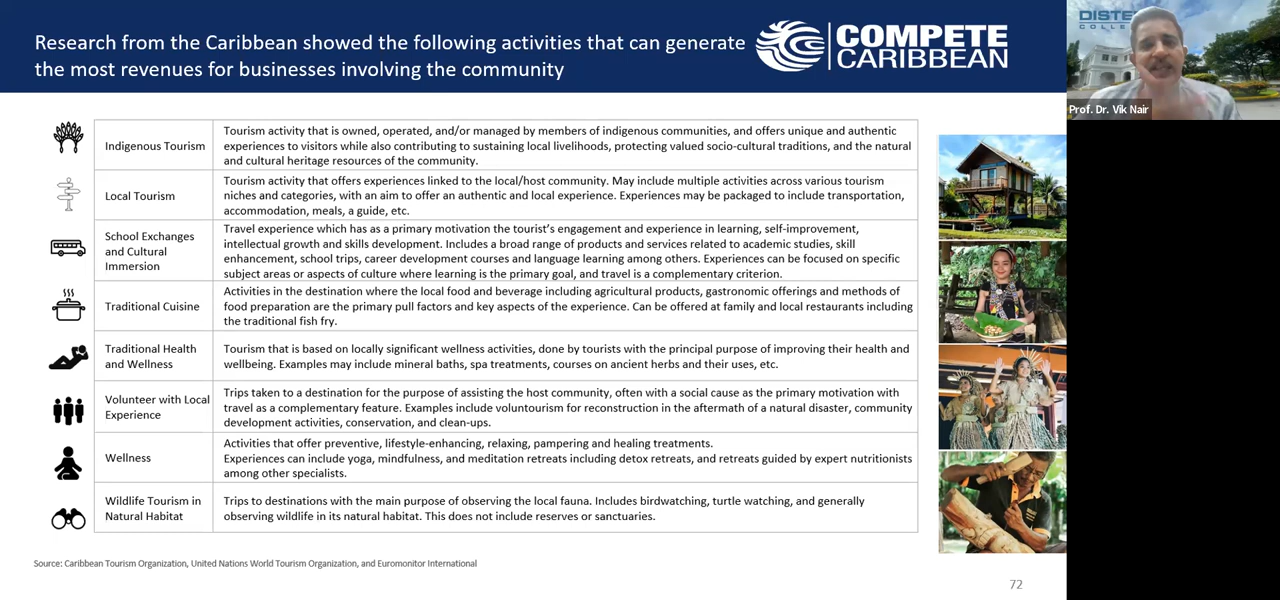 Research from the Caribbean showed the following activities that can generate
the most revenues for businesses involving the community
COMPETE
CARIBBEAN
Prof. Dr. Vik Nair
Indigenous Tourism
Tourism activity that is owned, operated, and/or managed by members of indigenous communities, and offers unique and authentic
experiences to visitors while also contributing to sustaining local livelihoods, protecting valued socio-cultural traditions, and the natural
and cultural heritage resources of the community.
Local Tourism
Tourism activity that offers experiences linked to the local/host community. May include multiple activities across various tourism
niches and categories, with an aim to offer an authentic and local experience. Experiences may be packaged to include transportation,
accommodation, meals, a guide, etc.
School Exchanges
and Cultural
Immersion
Travel experience which has as a primary motivation the tourist's engagement and experience in learning, self-improvement,
intellectual growth and skills development. Includes a broad range of products and services related to academic studies, skill
enhancement, school trips, career development courses and language learning among others. Experiences can be focused on specific
subject areas or aspects of culture where learning is the primary goal, and travel is a complementary criterion.
Traditional Cuisine
Activities in the destination where the local food and beverage including agricultural products, gastronomic offerings and methods of
food preparation are the primary pull factors and key aspects of the experience. Can be offered at family and local restaurants including
the traditional fish fry.
Traditional Health
and Wellness
Tourism that is based on locally significant wellness activities, done by tourists with the principal purpose of improving their health and
wellbeing. Examples may include mineral baths, spa treatments, courses on ancient herbs and their uses, etc.
Volunteer with Local
Experience
Trips taken to a destination for the purpose of assisting the host community, often with a social cause as the primary motivation with
travel as a complementary feature. Examples include voluntourism for reconstruction in the aftermath of a natural disaster, community
development activities, conservation, and clean-ups.
Wellness
Activities that offer preventive, lifestyle-enhancing, relaxing, pampering and healing treatments.
Experiences can include yoga, mindfulness, and meditation retreats including detox retreats, and retreats guided by expert nutritionists
among other specialists.
Wildlife Tourism in
Natural Habitat
Trips to destinations with the main purpose of observing the local fauna. Includes birdwatching, turtle watching, and generally
observing wildlife in its natural habitat. This does not include reserves or sanctuaries.
Source: Caribbean Tourism Organization, United Nations World Tourism Organization, and Euromonitor International
72